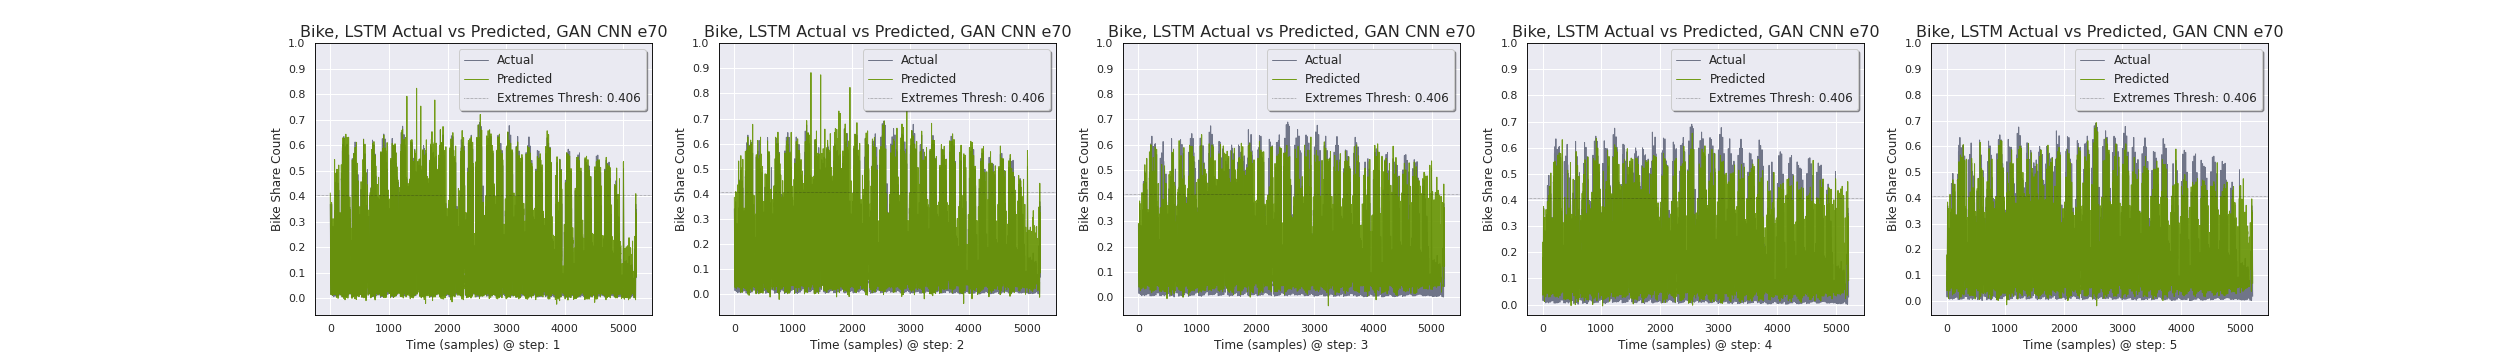 Bike, LSTM Actual vs Predicted, GAN CNN e70
Bike Share Count
1.0
0.9
0.8
0.7
0.6
0.5
0.4
0.3
0.2
0.1
0.0
Actual
Predicted
Extremes Thresh: 0.406
0 1000 2000 3000 4000 5000
Time (samples) @ step: 1
Bike, LSTM Actual vs Predicted, GAN CNN e70
Bike Share Count
1.0
0.9
0.8
0.7
0.6
0.5
0.4
0.3
0.2
0.1
0.0
Actual
Predicted
Extremes Thresh: 0.406
0 1000 2000 3000 4000 5000
Time (samples) @ step: 2
Bike, LSTM Actual vs Predicted, GAN CNN e70
Bike Share Count
1.0
0.9
0.8
0.7
0.6
0.5
0.4
0.3
0.2
0.1
0.0
Actual
Predicted
Extremes Thresh: 0.406
0 1000 2000 3000 4000 5000
Time (samples) @ step: 3
Bike, LSTM Actual vs Predicted, GAN CNN e70
Bike Share Count
1.0
0.9
0.8
0.7
0.6
0.5
0.4
0.3
0.2
0.1
0.0
Actual
Predicted
Extremes Thresh: 0.406
0 1000 2000 3000 4000 5000
Time (samples) @ step: 4
Bike, LSTM Actual vs Predicted, GAN CNN e70
Bike Share Count
1.0
0.9
0.8
0.7
0.6
0.5
0.4
0.3
0.2
0.1
0.0
Actual
Predicted
Extremes Thresh: 0.406
0 1000 2000 3000 4000 5000
Time (samples) @ step: 5